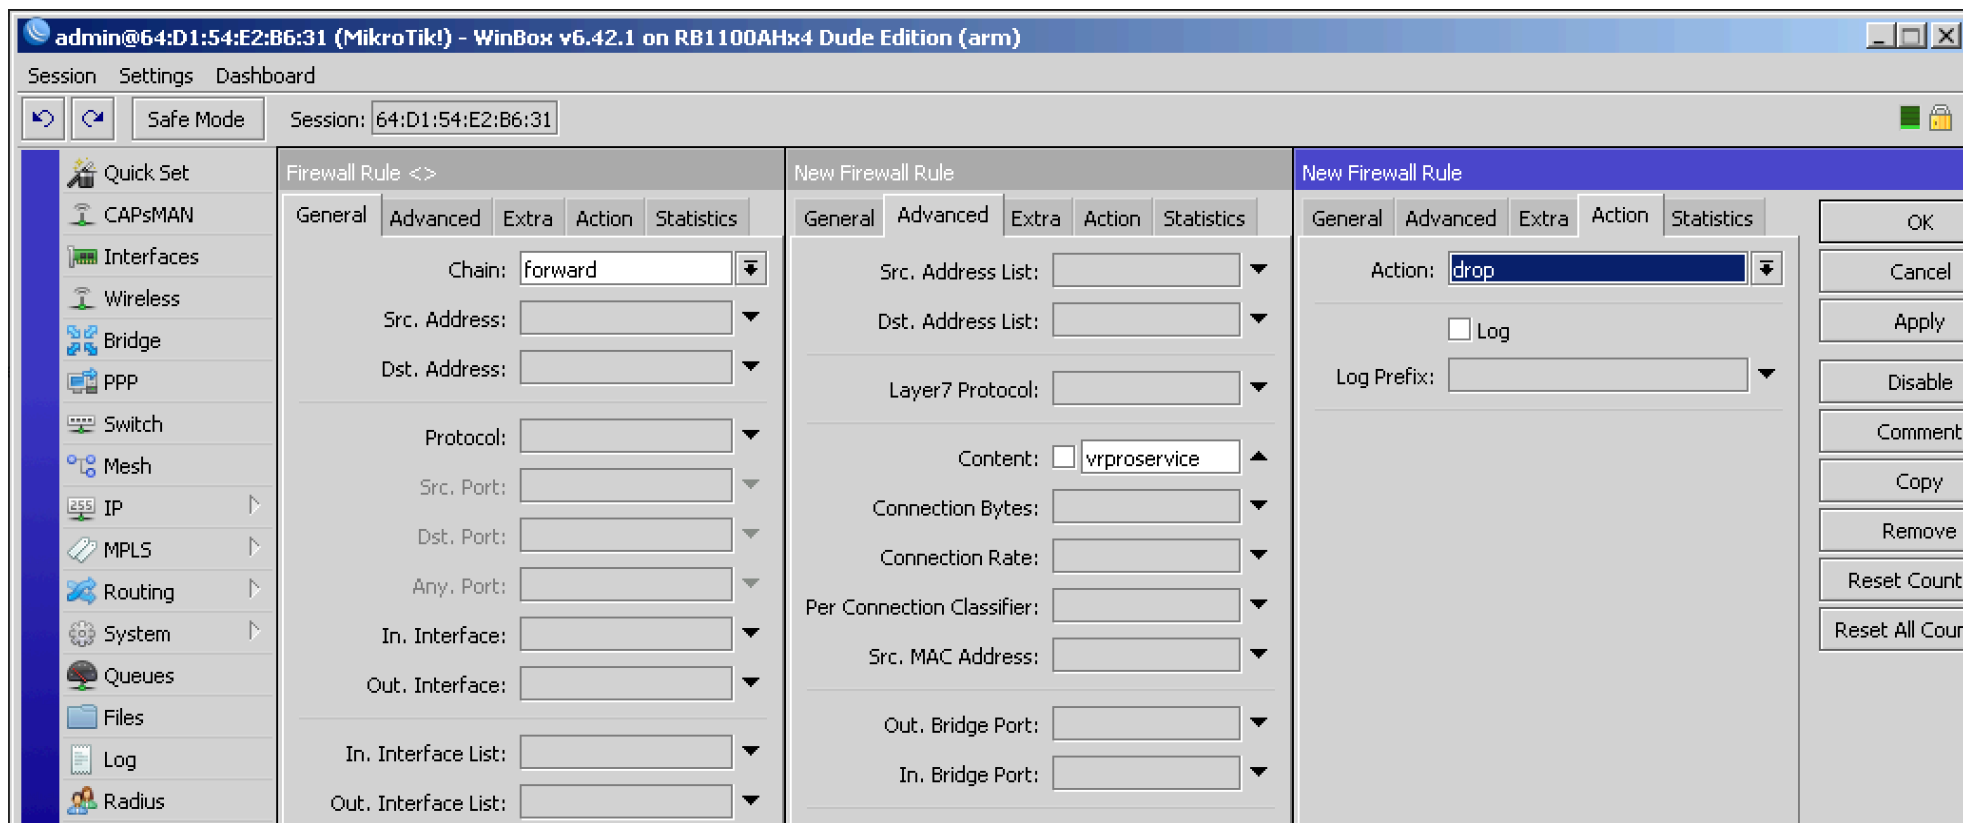 admin@64:D1:54:E2:B6:31 (MikroTik!) - WinBox v6.42.1 on RB1100AHx4 Dude Edition (arm)
Session Settings Dashboard
Safe Mode Session: 64:D1:54:E2:B6:31
Quick Set
CAPsMAN
Interfaces
Wireless
Bridge
PPP
Switch
Mesh
255 IP
MPLS
Routing
System
Queues
Files
Log
Radius
Firewall Rule <>
General Advanced Extra Action Statistics
Chain: forward
Src. Address:
Dst. Address:
Protocol:
Src. Port:
Dst. Port:
Any. Port:
In. Interface:
Out. Interface:
In. Interface List:
Out. Interface List:
New Firewall Rule
General Advanced Extra Action Statistics
Src. Address List:
Dst. Address List:
Layer7 Protocol:
Content: vrproservice
Connection Bytes:
Connection Rate:
Per Connection Classifier:
Src. MAC Address:
Out. Bridge Port:
In. Bridge Port:
New Firewall Rule
General Advanced Extra Action Statistics
Action: drop
Log
Log Prefix:
OK
Cancel
Apply
Disable
Comment
Copy
Remove
Reset Count
Reset All Cour